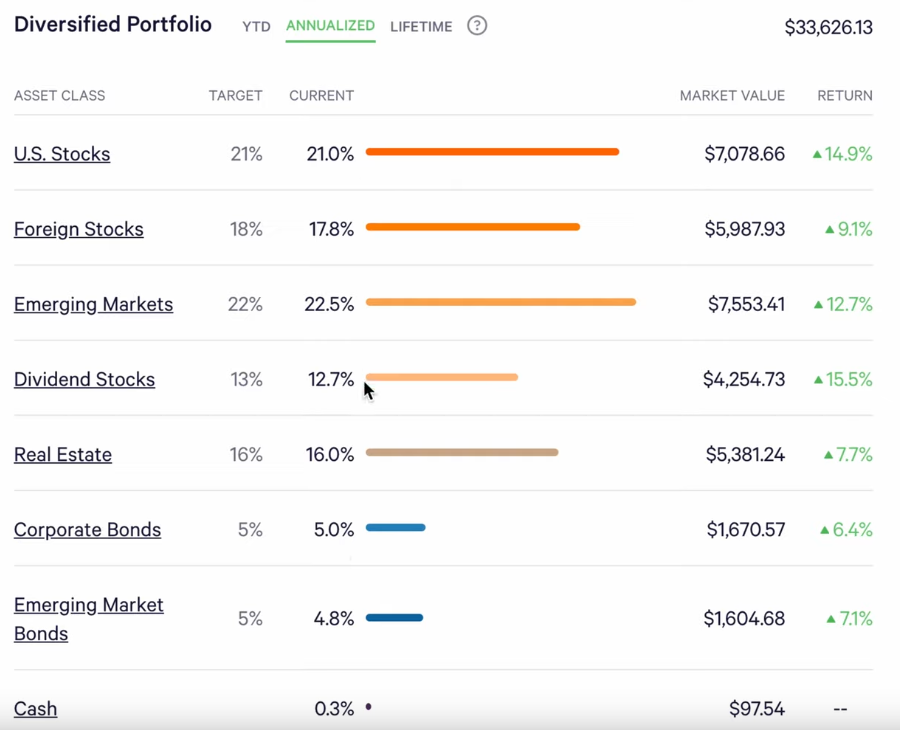 Diversified Portfolio YTD ANNUALIZED LIFETIME ? $33,626.13
ASSET CLASS TARGET CURRENT MARKET VALUE RETURN
U.S. Stocks 21% 21.0% $7,078.66 ▲14.9%
Foreign Stocks 18% 17.8% $5,987.93 ▲9.1%
Emerging Markets 22% 22.5% $7,553.41 ▲12.7%
Dividend Stocks 13% 12.7% $4,254.73 ▲15.5%
Real Estate 16% 16.0% $5,381.24 ▲7.7%
Corporate Bonds 5% 5.0% $1,670.57 ▲6.4%
Emerging Market
Bonds 5% 4.8% $1,604.68 ▲7.1%
Cash 0.3% $97.54 --